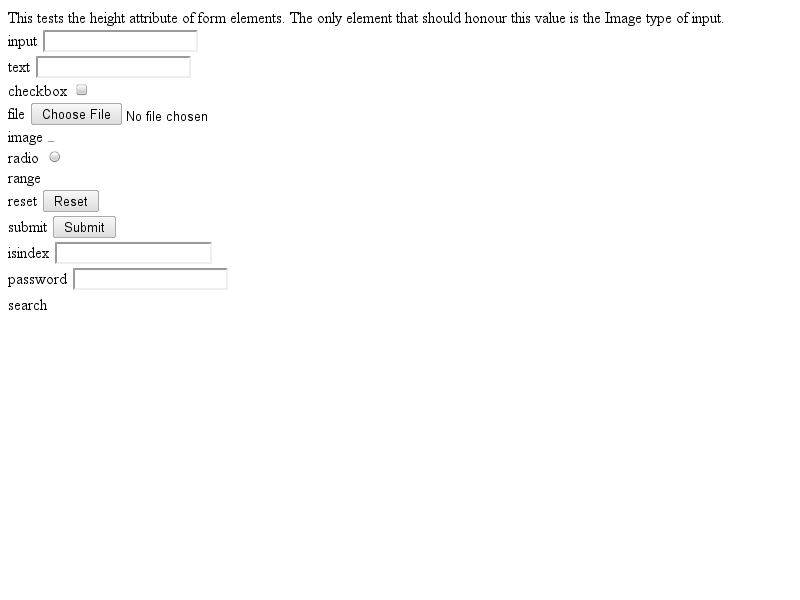 This tests the height attribute of form elements. The only element that should honour this value is the Image type of input.
input
text
checkbox
file Choose File No file chosen
image
radio
range
reset Reset
submit Submit
isindex
password
search